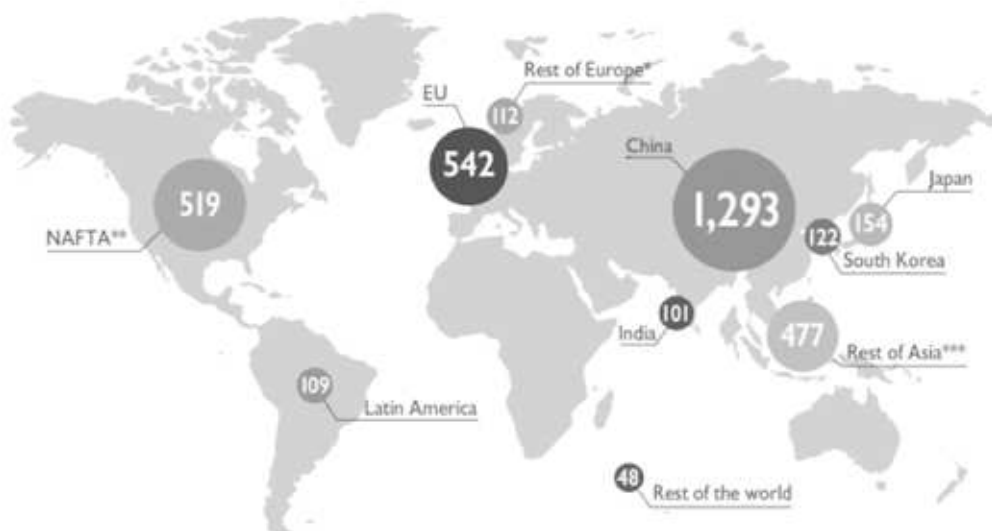 Rest of Europe*
EU
112
China
542
Japan
519
1,293
154
NAFTA**
122
South Korea
101
India
477
Rest of Asia***
109
Latin America
48
Rest of the world